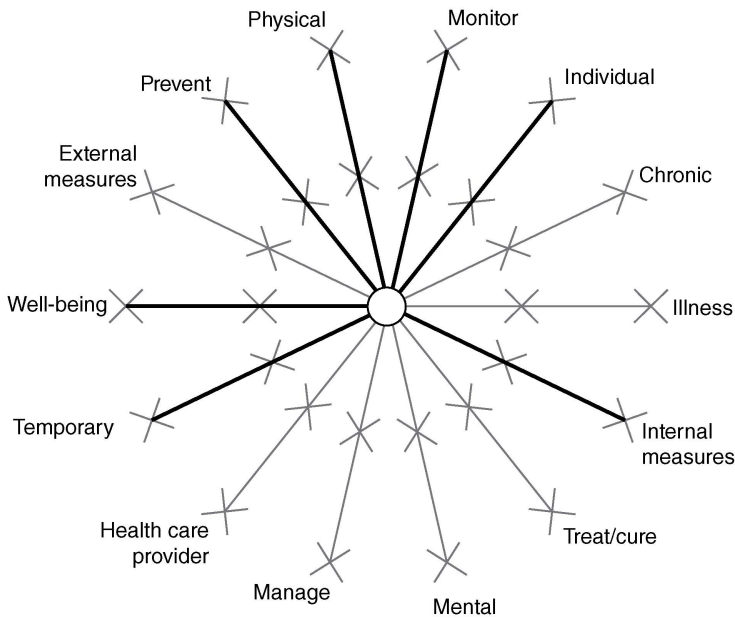 Physical
Monitor
Prevent
Individual
External
measures
Chronic
Well-being
Illness
Temporary
Internal
measures
Health care
provider
Treat/cure
Manage
Mental